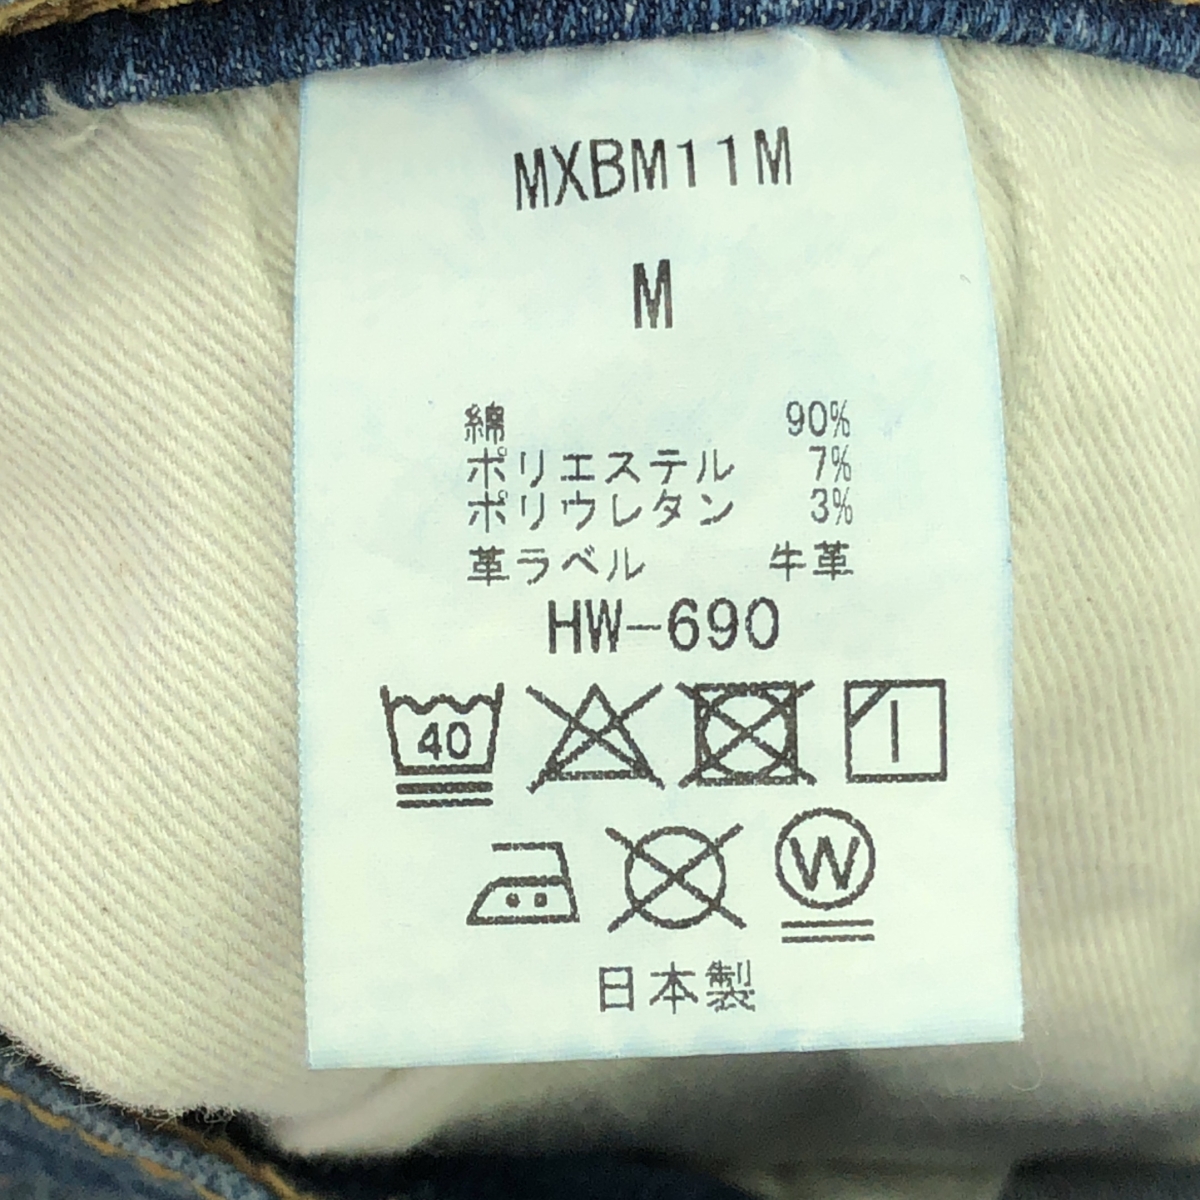 MXBM11M
M
綿 90%
ポリエステル 7%
ポリウレタン 3%
革ラベル 牛革
HW-690
40
W
日本製